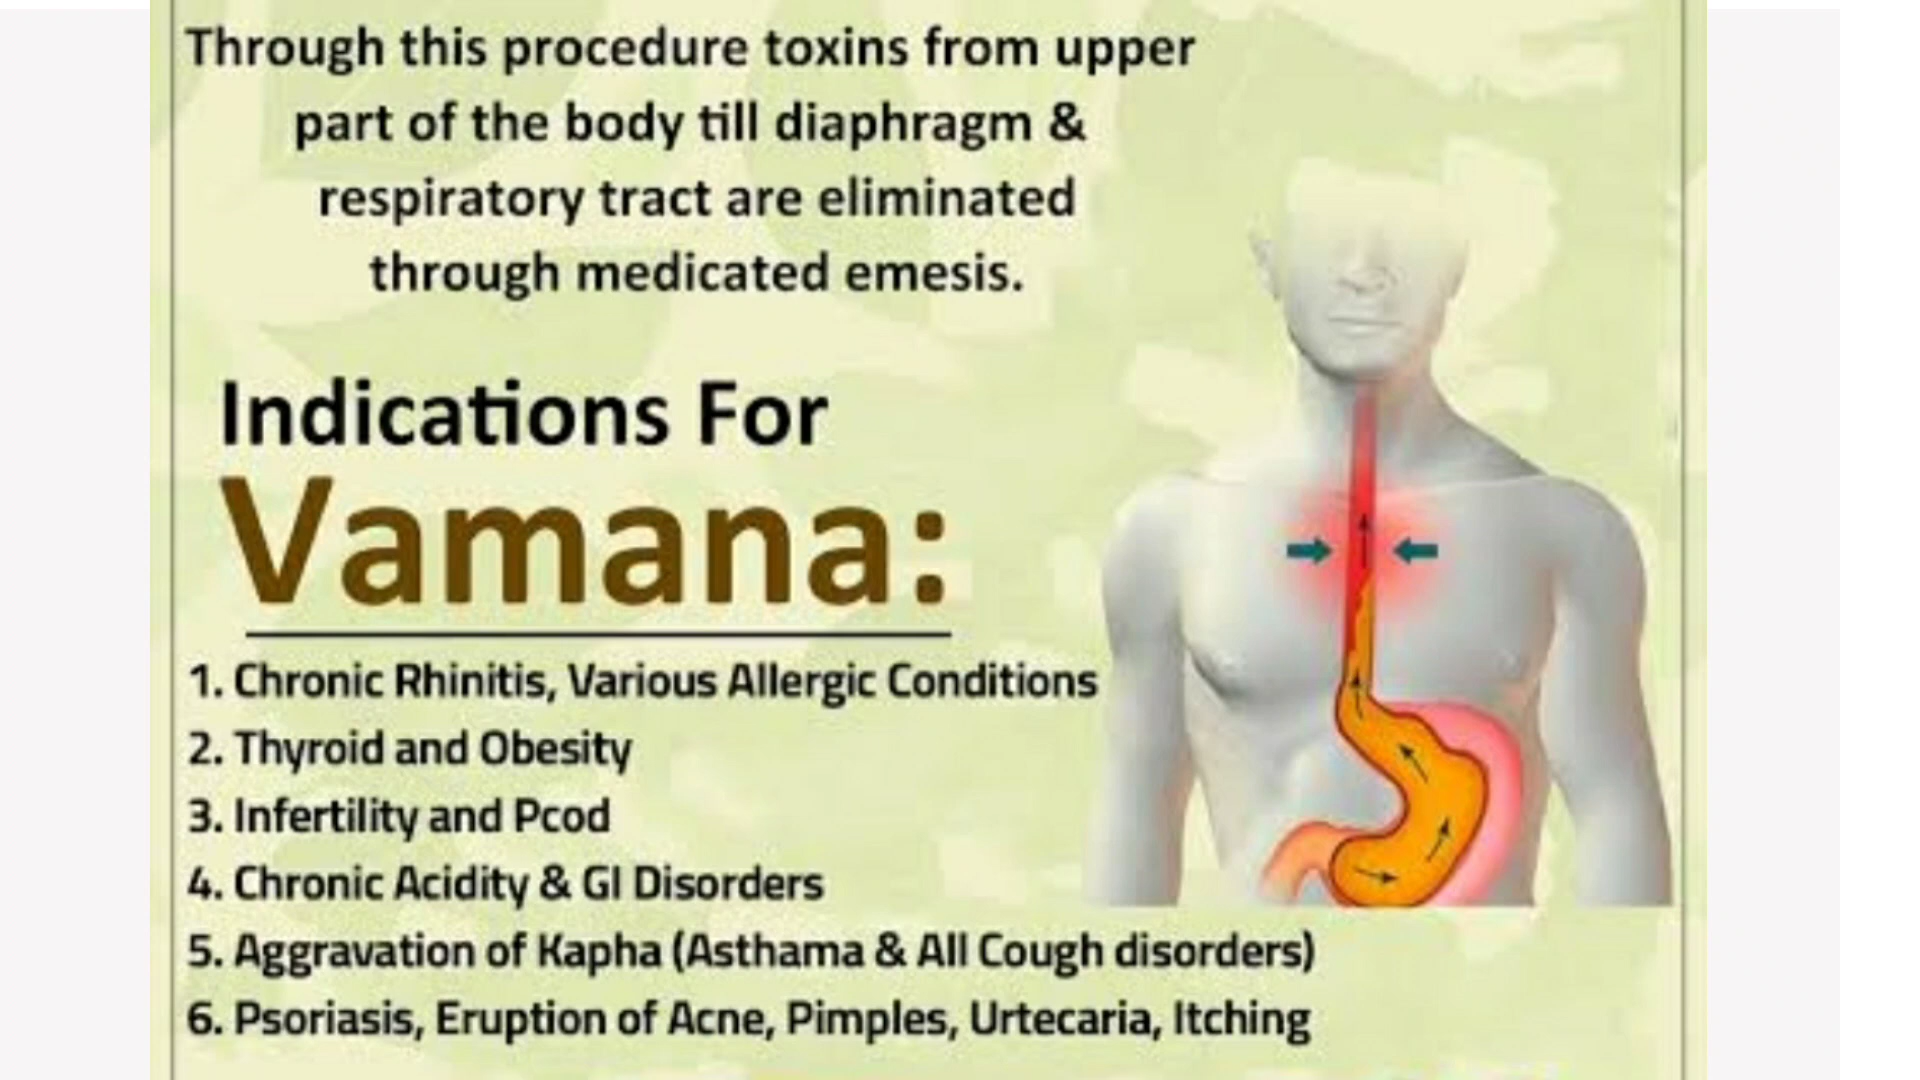 Through this procedure toxins from upper
part of the body till diaphragm &
respiratory tract are eliminated
through medicated emesis.
Indications For
Vamana:
1. Chronic Rhinitis, Various Allergic Conditions
2. Thyroid and Obesity
3. Infertility and Pcod
4. Chronic Acidity & GI Disorders
5. Aggravation of Kapha (Asthama & All Cough disorders)
6. Psoriasis, Eruption of Acne, Pimples, Urtecaria, Itching